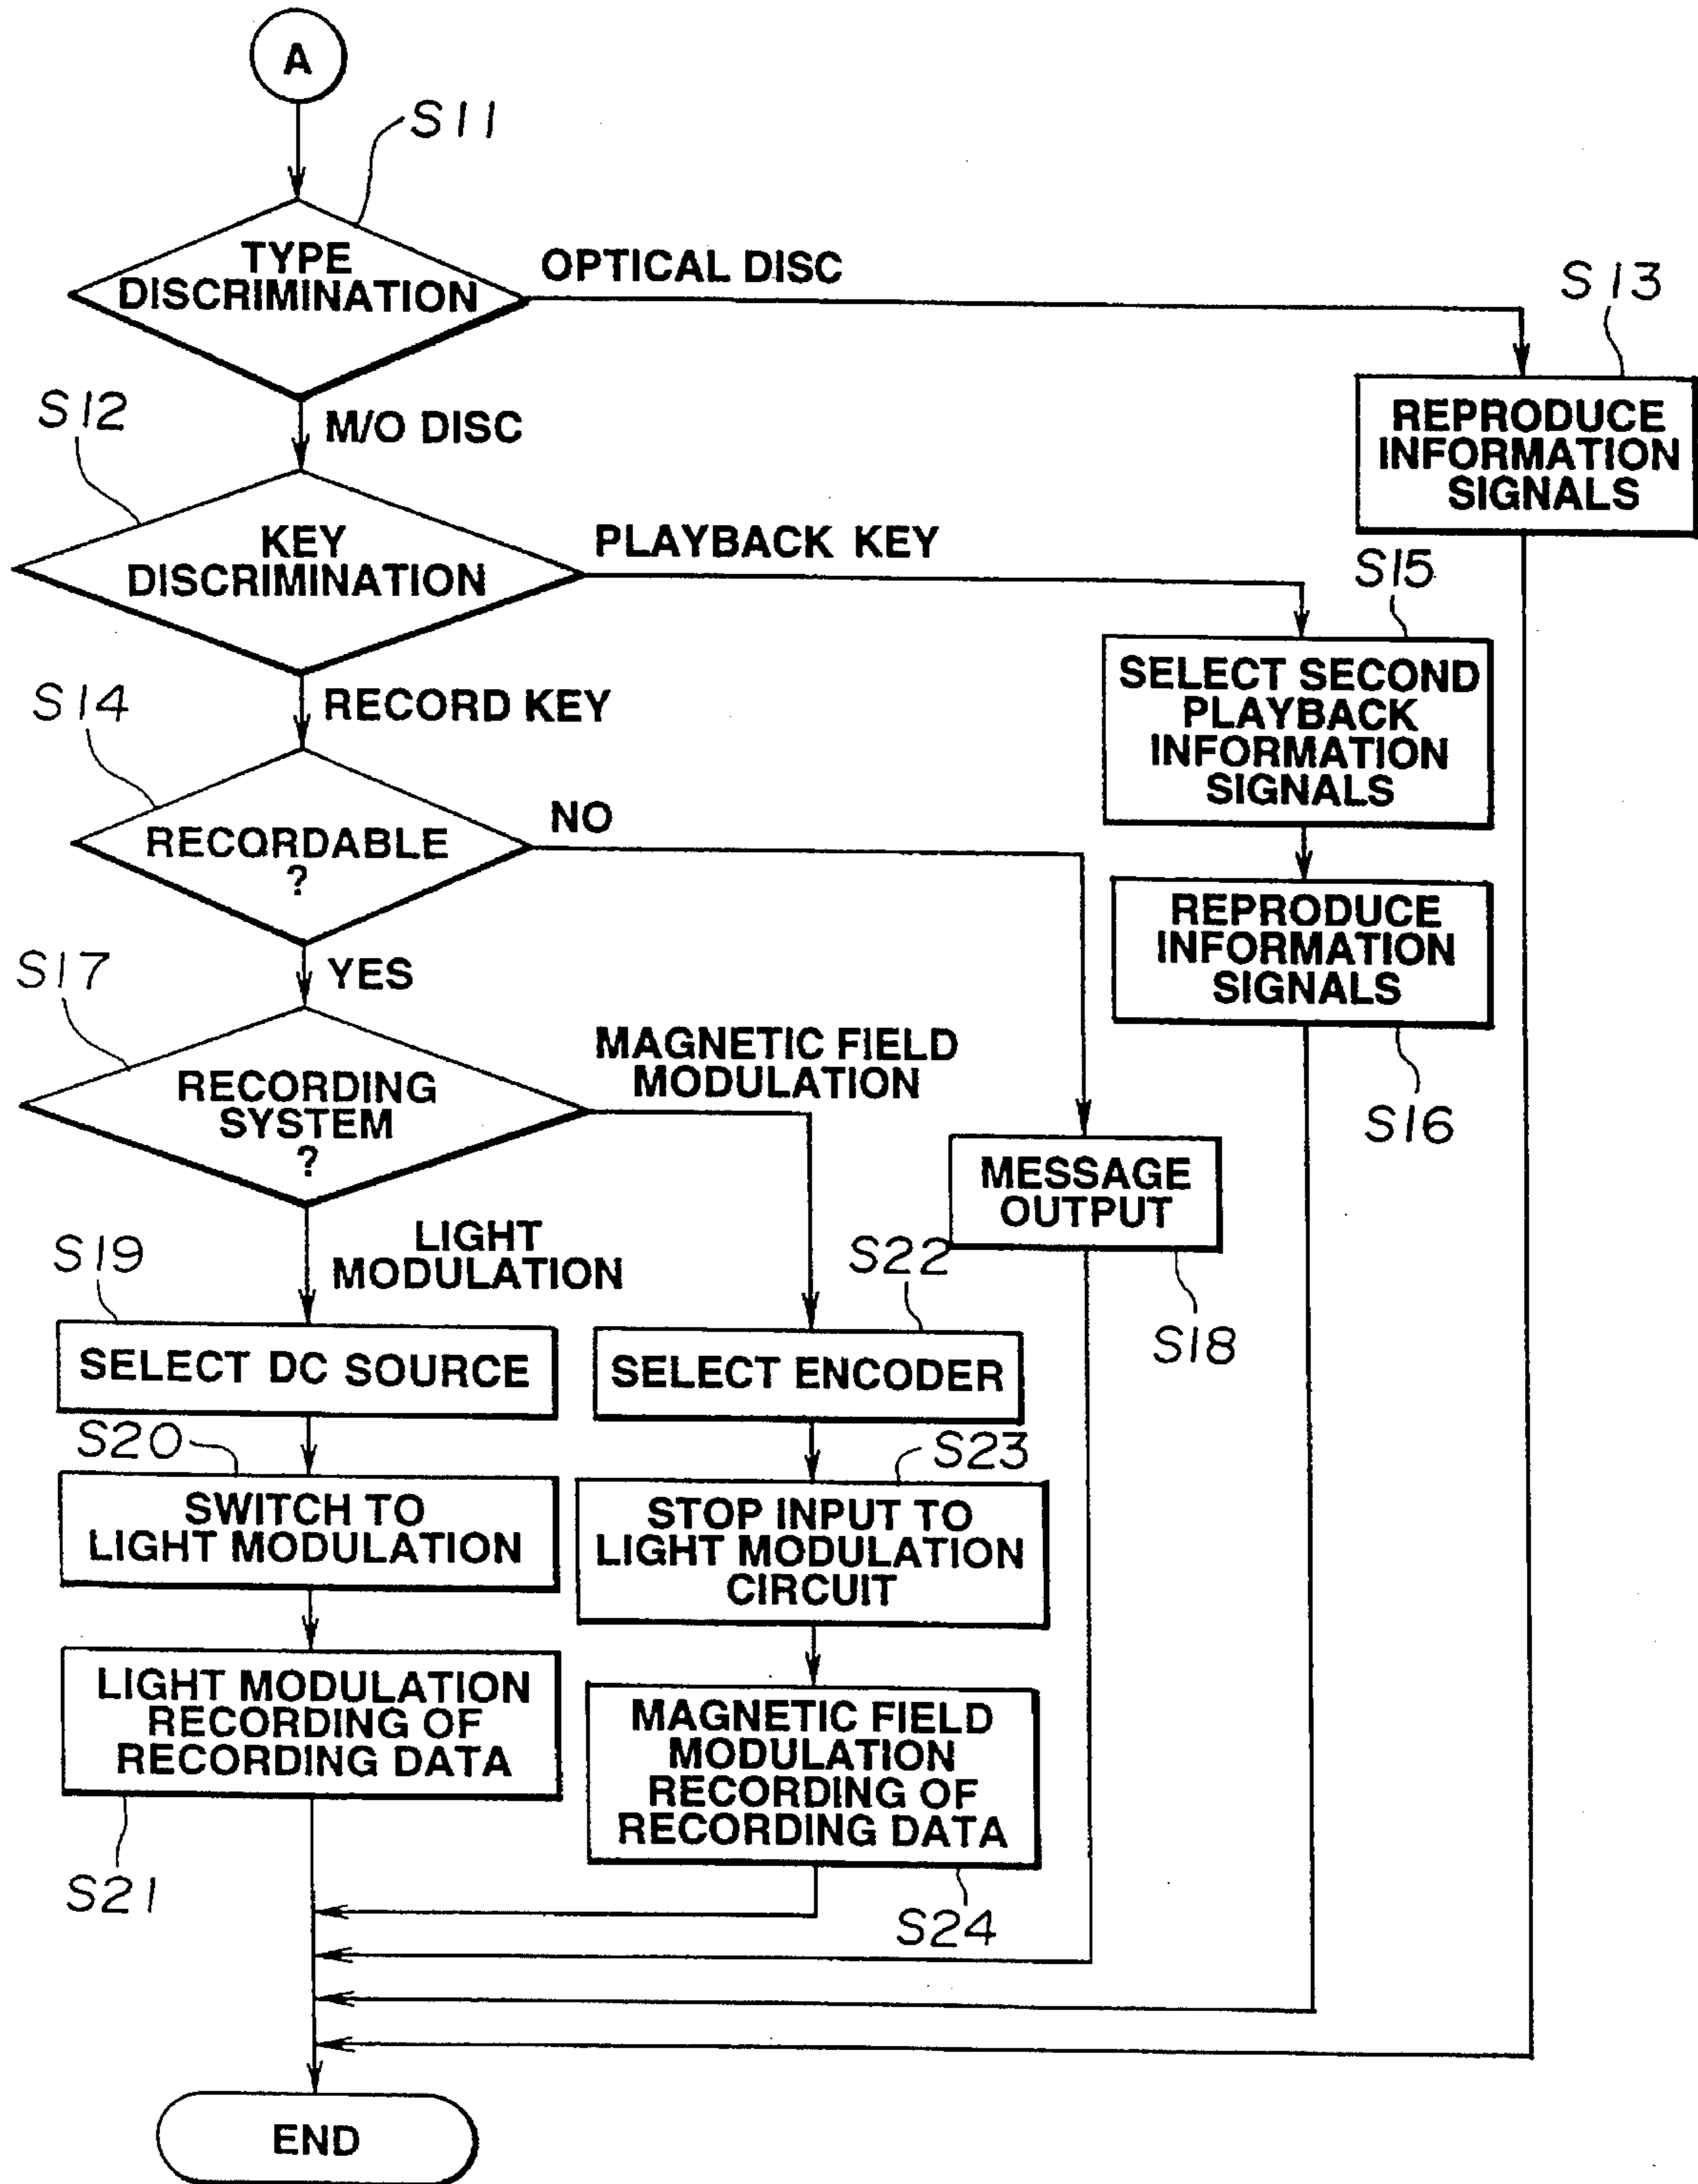 A
S11
TYPE
DISCRIMINATION
OPTICAL DISC
S13
REPRODUCE
INFORMATION
SIGNALS
S12
M/O DISC
KEY
DISCRIMINATION
PLAYBACK KEY
S15
SELECT SECOND
PLAYBACK
INFORMATION
SIGNALS
S14
RECORD KEY
RECORDABLE
?
NO
REPRODUCE
INFORMATION
SIGNALS
S16
S17
YES
RECORDING
SYSTEM
?
MAGNETIC FIELD
MODULATION
MESSAGE
OUTPUT
S18
LIGHT
MODULATION
S19
SELECT DC SOURCE
S22
SELECT ENCODER
S20
SWITCH TO
LIGHT MODULATION
S23
STOP INPUT TO
LIGHT MODULATION
CIRCUIT
LIGHT MODULATION
RECORDING OF
RECORDING DATA
S21
MAGNETIC FIELD
MODULATION
RECORDING OF
RECORDING DATA
S24
END